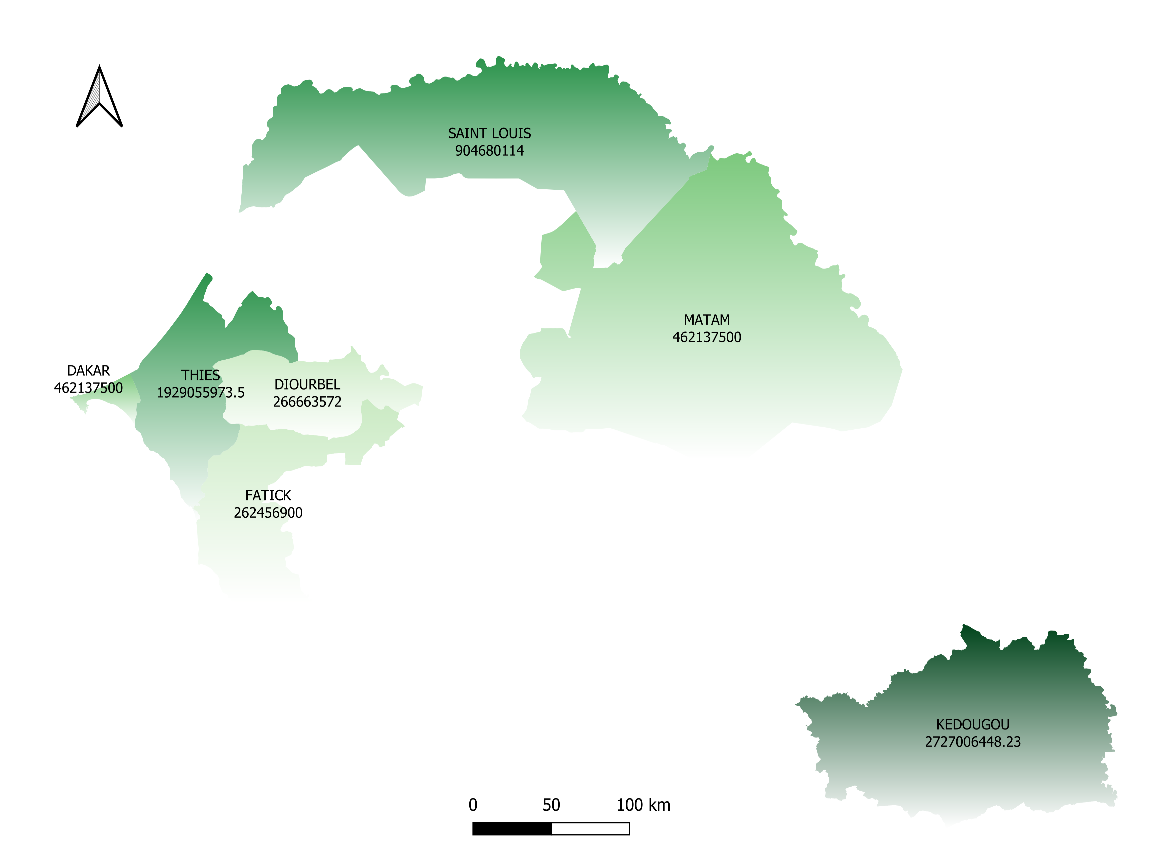 SAINT LOUIS
904680114
MATAM
462137500
DAKAR
462137500
THIES
1929055973.5
DIOURBEL
266663572
FATICK
262456900
KEDOUGOU
2727006448.23
0 50 100 km